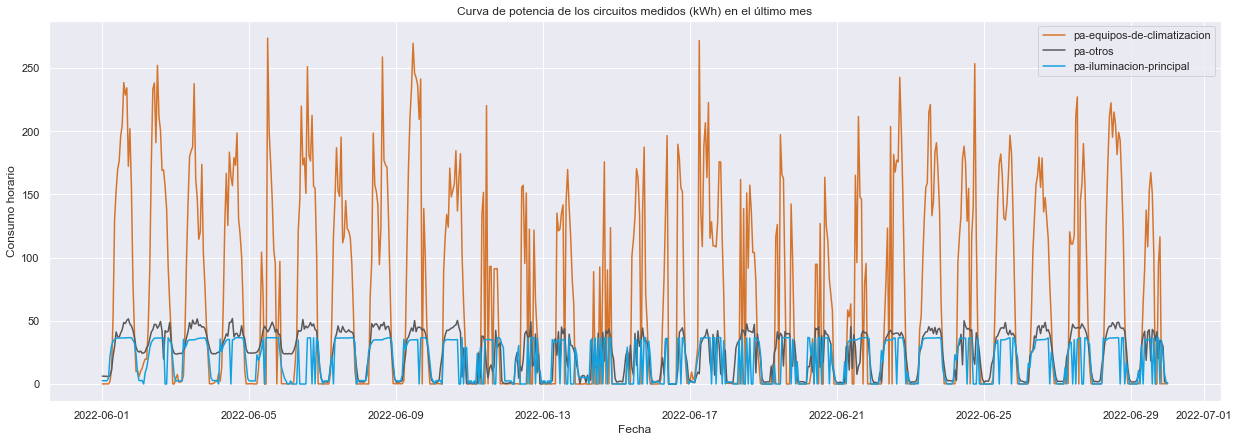 Curva de potencia de los circuitos medidos (kWh) en el último mes
pa-equipos-de-climatizacion
pa-otros
pa-iluminacion-principal
Consumo horario
250
200
150
100
50
0
2022-06-01
2022-06-05
2022-06-09
2022-06-13
2022-06-17
2022-06-21
2022-06-25
2022-06-29
2022-07-01
Fecha